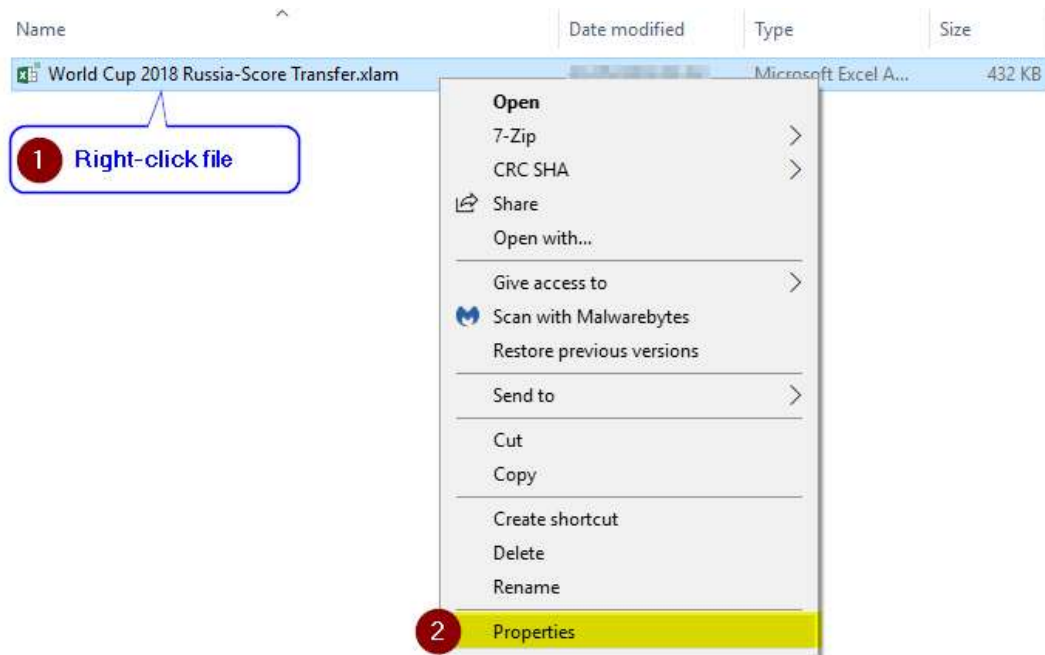 Name Date modified Type Size
World Cup 2018 Russia-Score Transfer.xlam Microsoft Excel A... 432 KB
1 Right-click file
Open
7-Zip
CRC SHA
Share
Open with...
Give access to
Scan with Malwarebytes
Restore previous versions
Send to
Cut
Copy
Create shortcut
Delete
Rename
2 Properties